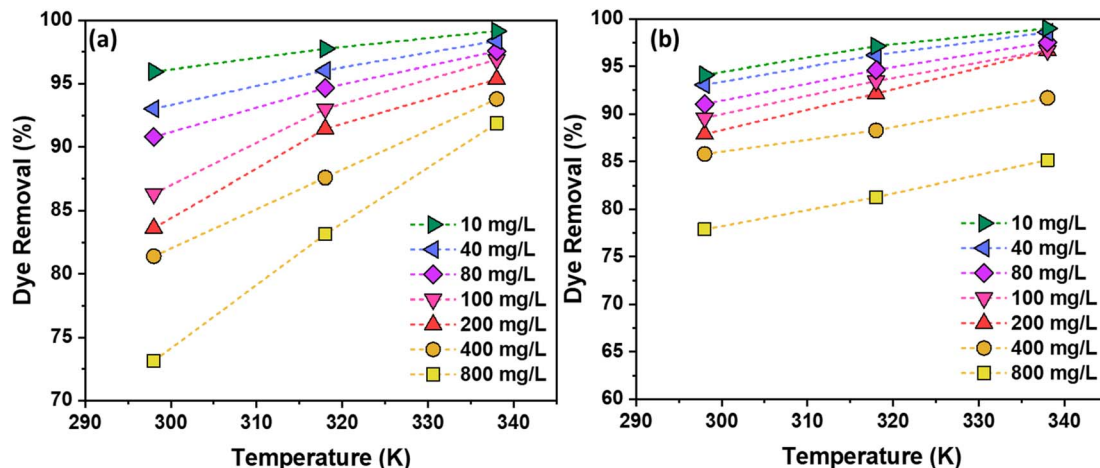 (a)
Dye Removal (%)
100
95
90
85
80
75
70
290
300
310
320
330
340
Temperature (K)
10 mg/L
40 mg/L
80 mg/L
100 mg/L
200 mg/L
400 mg/L
800 mg/L
(b)
Dye Removal (%)
100
95
90
85
80
75
70
65
60
290
300
310
320
330
340
Temperature (K)
10 mg/L
40 mg/L
80 mg/L
100 mg/L
200 mg/L
400 mg/L
800 mg/L